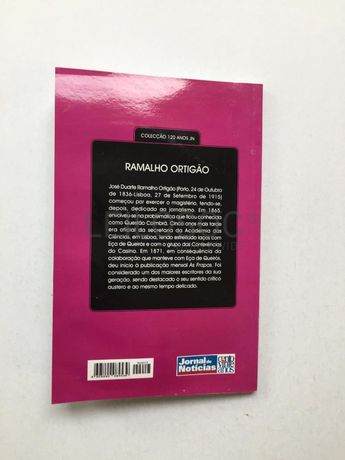 COLECÇÃO 120 ANOS JN
RAMALHO ORTIGÃO
José Duarte Ramalho Ortigão (Porto, 24 de Outubro
de 1836-Lisboa, 27 de Setembro de 1915)
começou por exercer o magistério, tendo-se,
depois, dedicado ao jornalismo. Em 1865,
envolveu-se na problemática que ficou conhecida
como Questão Coimbrã. Cinco anos mais tarde
era oficial da secretaria da Academia das
Ciências, em Lisboa, tendo estreitado laços com
Eça de Queirós e com o grupo das Conferências
do Casino. Em 1871, em consequência da
colaboração que manteve com Eça de Queirós,
deu início à publicação mensal As Farpas. Foi
considerado um dos maiores escritores da sua
geração, sendo destacado o seu sentido crítico
austero e ao mesmo tempo delicado.
Jornal de
Notícias
cento
vinte
anos